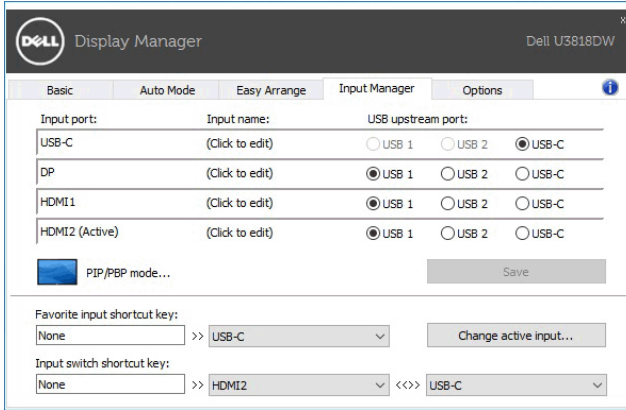 x
DELL Display Manager Dell U3818DW
Basic Auto Mode Easy Arrange Input Manager Options i
Input port: Input name: USB upstream port:
USB-C (Click to edit) USB 1 USB 2 USB-C
DP (Click to edit) USB 1 USB 2 USB-C
HDMI1 (Click to edit) USB 1 USB 2 USB-C
HDMI2 (Active) (Click to edit) USB 1 USB 2 USB-C
PIP/PBP mode... Save
Favorite input shortcut key:
None >> USB-C Change active input...
Input switch shortcut key:
None >> HDMI2 <<>> USB-C